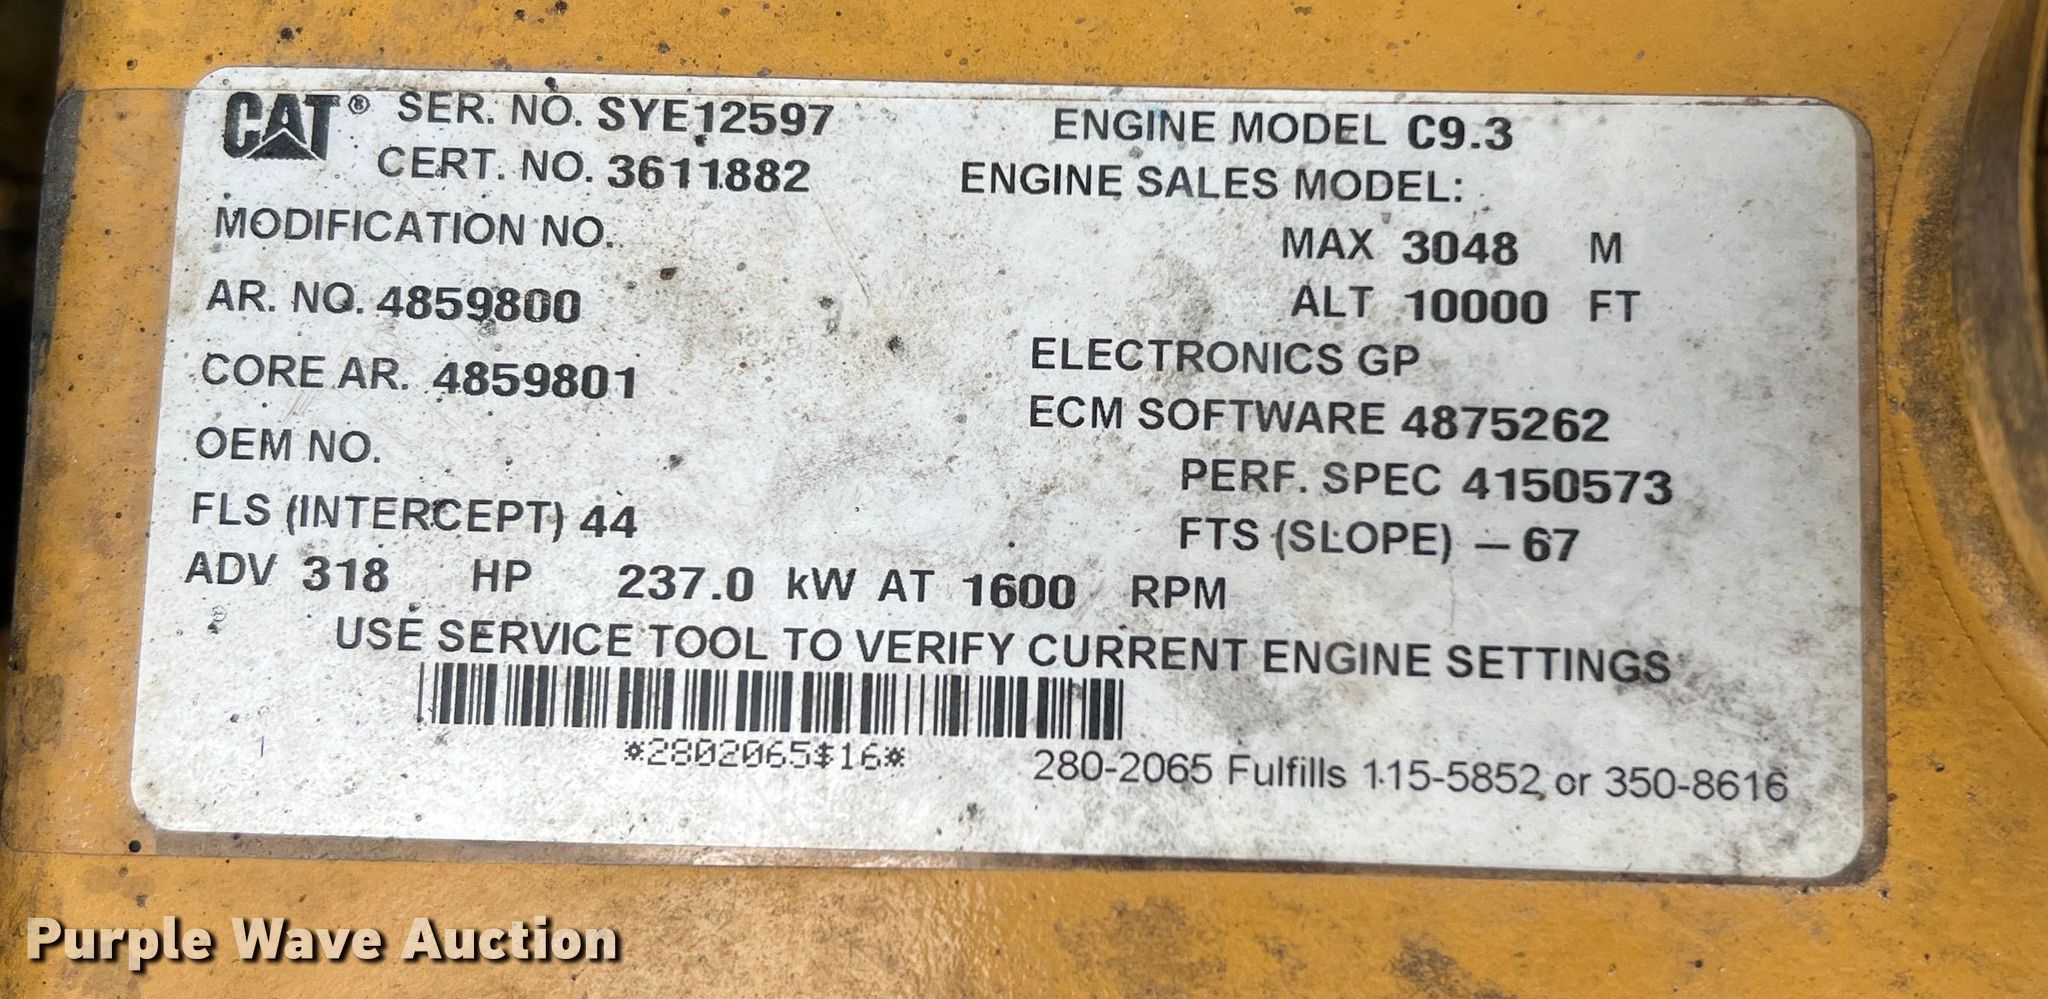 CAT® SER. NO. SYE12597 ENGINE MODEL C9.3
CERT. NO. 3611882 ENGINE SALES MODEL:
MODIFICATION NO. MAX 3048 M
AR. NO. 4859800 ALT 10000 FT
CORE AR. 4859801 ELECTRONICS GP
ECM SOFTWARE 4875262
OEM NO. PERF. SPEC 4150573
FLS (INTERCEPT) 44 FTS (SLOPE) -67
ADV 318 HP 237.0 kW AT 1600 RPM
USE SERVICE TOOL TO VERIFY CURRENT ENGINE SETTINGS
*2802065$16*
280-2065 Fulfills 115-5852 or 350-8616
Purple Wave Auction